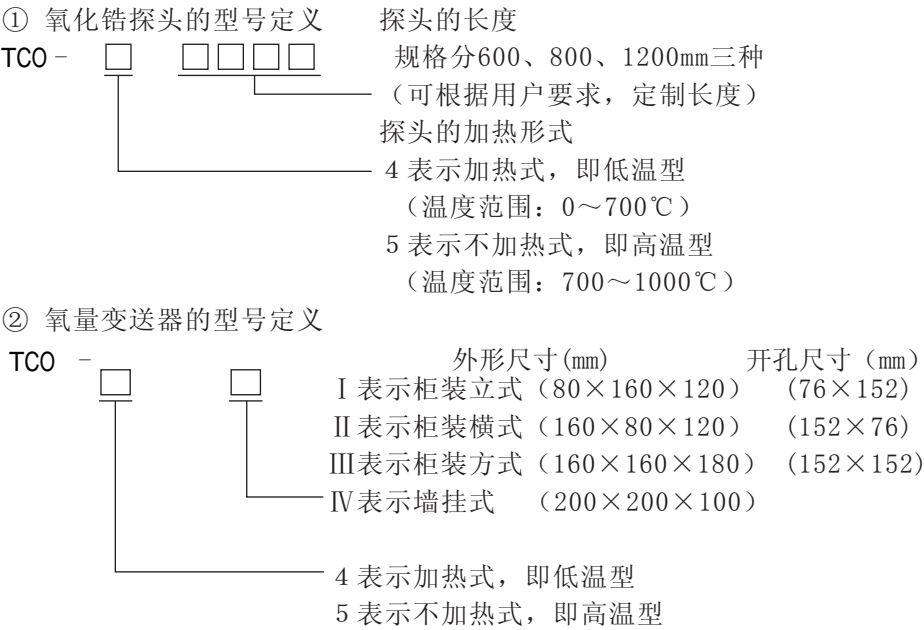 ① 氧化锆探头的型号定义 探头的长度
TCO- □ □□□□ 规格分600、800、1200mm三种
（可根据用户要求，定制长度）
探头的加热形式
4 表示加热式，即低温型
（温度范围：0～700℃）
5 表示不加热式，即高温型
（温度范围：700～1000℃）
② 氧量变送器的型号定义
TCO - 外形尺寸(mm) 开孔尺寸（mm）
□ □ Ⅰ表示柜装立式（80×160×120） (76×152)
Ⅱ表示柜装横式（160×80×120） (152×76)
Ⅲ表示柜装方式（160×160×180） (152×152)
Ⅳ表示墙挂式 （200×200×100）
4 表示加热式，即低温型
5 表示不加热式，即高温型